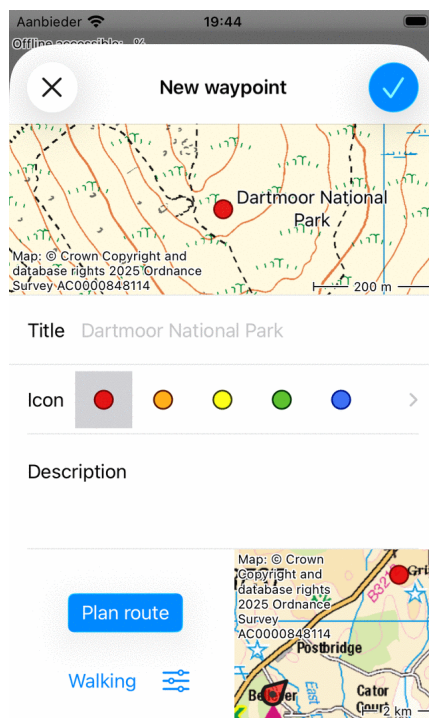 Aanbieder 19:44
Offline accessible: %
New waypoint
Dartmoor National
Park
Map: © Crown Copyright and
database rights 2025 Ordnance
Survey AC0000848114
200 m
Title Dartmoor National Park
Icon
Description
Map: © Crown
Copyright and
database rights
2025 Ordnance
Survey
AC0000848114
Plan route
Postbridge
Walking
East
Cator
Court
2 km